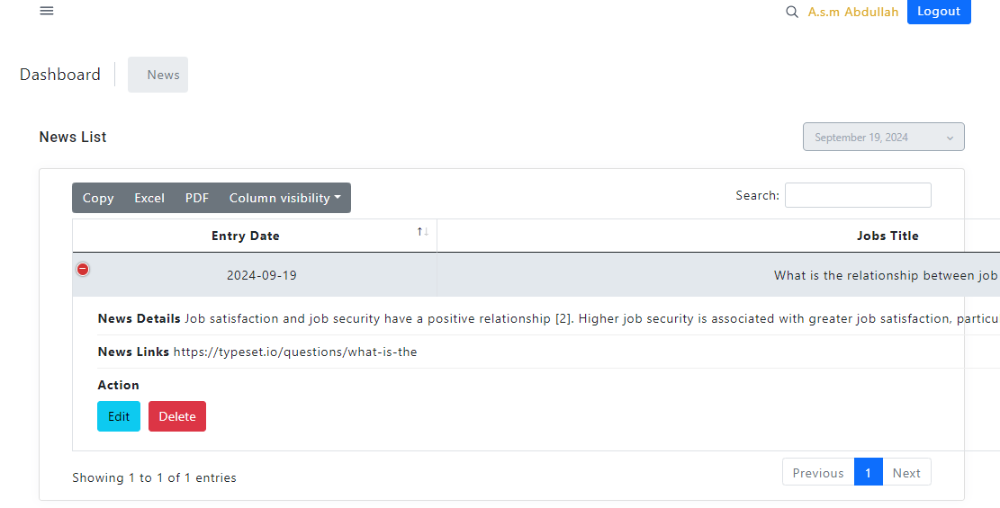 A.s.m Abdullah Logout
Dashboard News
News List September 19, 2024
Copy Excel PDF Column visibility Search:
Entry Date Jobs Title
2024-09-19 What is the relationship between job
News Details Job satisfaction and job security have a positive relationship [2]. Higher job security is associated with greater job satisfaction, particu
News Links https://typeset.io/questions/what-is-the
Action
Edit Delete
Showing 1 to 1 of 1 entries Previous 1 Next